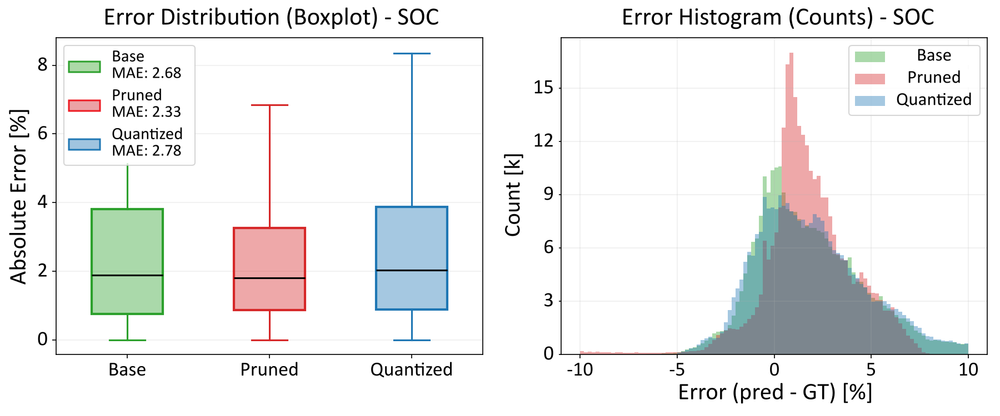 Error Distribution (Boxplot) - SOC
Absolute Error [%]
8
6
4
2
0
Base
MAE: 2.68
Pruned
MAE: 2.33
Quantized
MAE: 2.78
Base
Pruned
Quantized
Error Histogram (Counts) - SOC
Count [k]
15
12
9
6
3
0
Base
Pruned
Quantized
-10
-5
0
5
10
Error (pred - GT) [%]